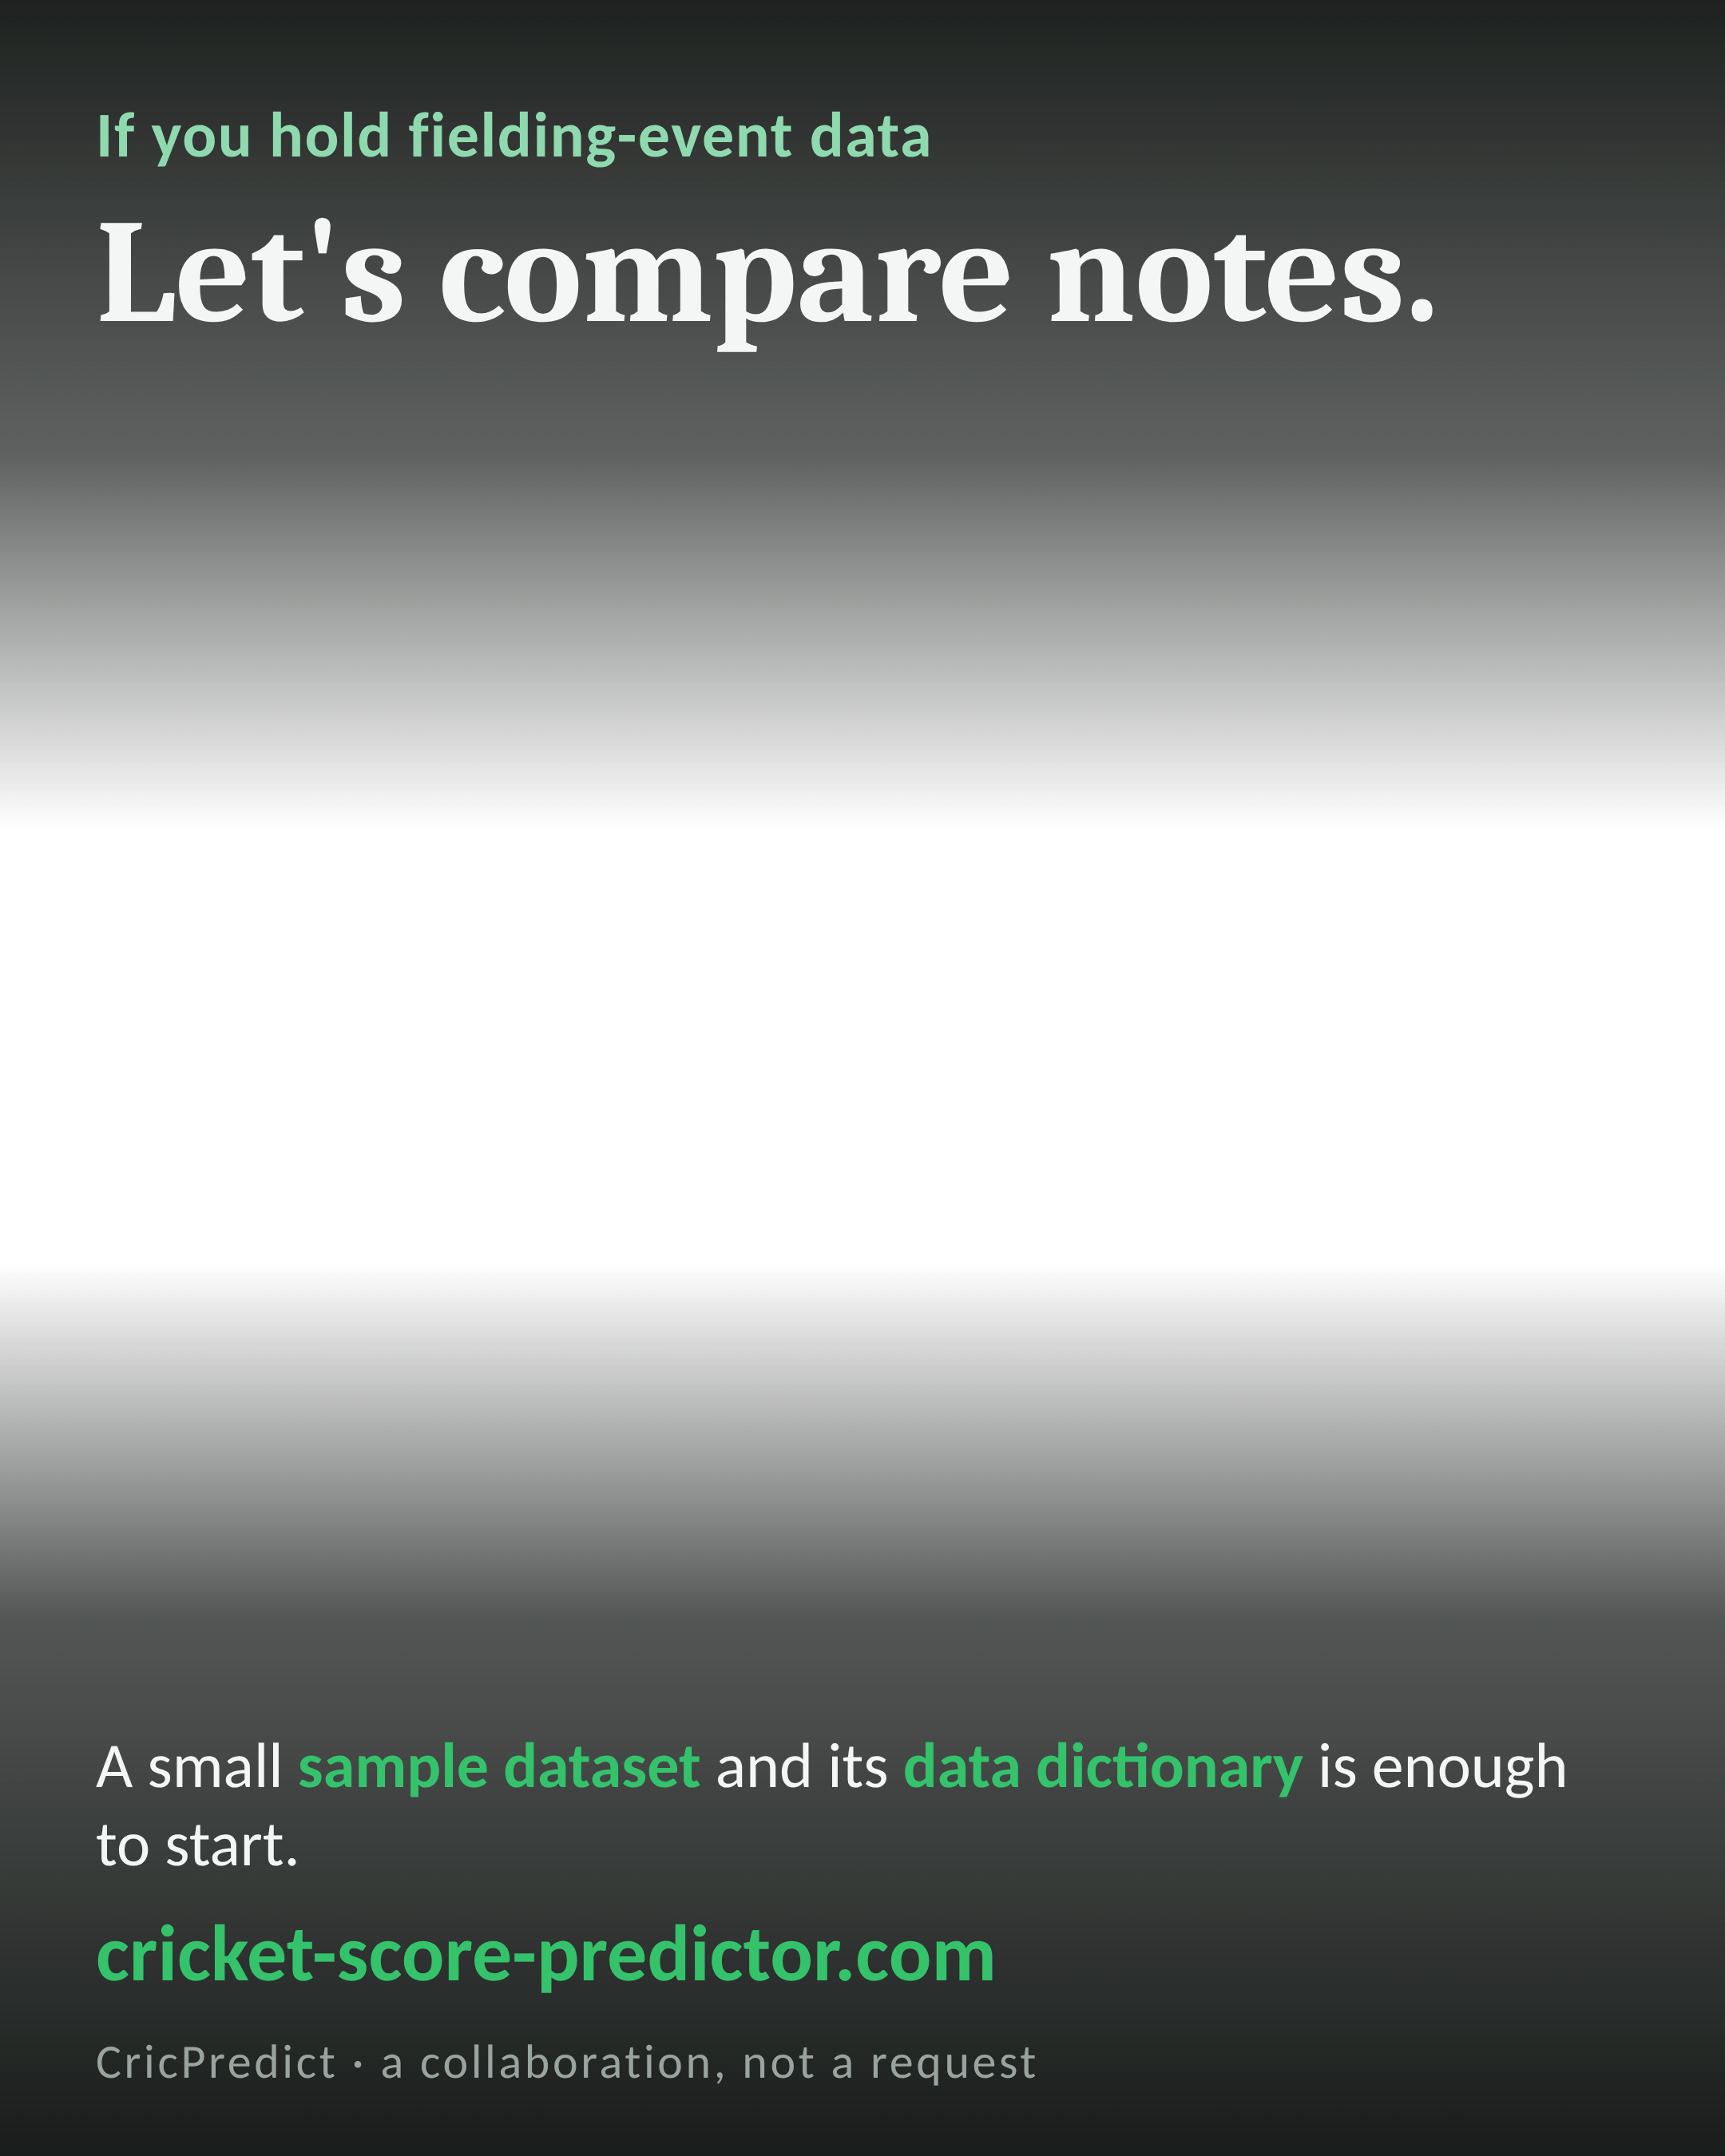 If you hold fielding-event data
Let's compare notes.
A small sample dataset and its data dictionary is enough
to start.
cricket-score-predictor.com
CricPredict · a collaboration, not a request